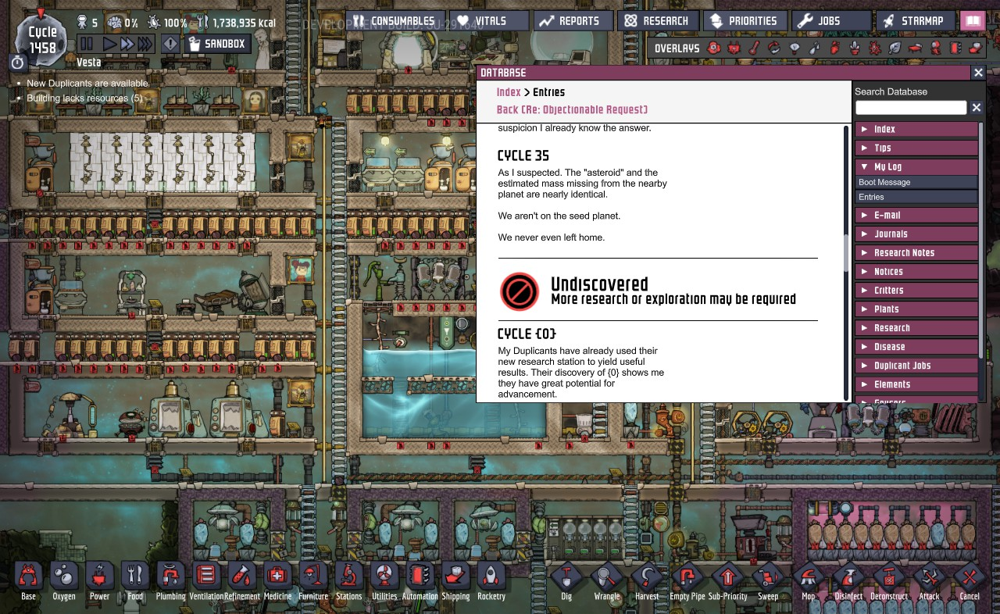 Cycle
1458
5
0%
100%
1,738,935 kcal
CONSUMABLES
VITALS
REPORTS
RESEARCH
PRIORITIES
JOBS
STARMAP
SANDBOX
OVERLAYS
Vesta
New Duplicants are available
Building lacks resources (5)
DATABASE
Index > Entries
Back (Re: Objectionable Request)
suspicion I already know the answer.
CYCLE 35
As I suspected. The "asteroid" and the
estimated mass missing from the nearby
planet are nearly identical.
We aren't on the seed planet.
We never even left home.
Undiscovered
More research or exploration may be required
CYCLE {0}
My Duplicants have already used their
new research station to yield useful
results. Their discovery of {0} shows me
they have great potential for
advancement.
Search Database
Index
Tips
My Log
Boot Message
Entries
E-mail
Journals
Research Notes
Notices
Critters
Plants
Research
Disease
Duplicant Jobs
Elements
Geysers
Base
Oxygen
Power
Food
Plumbing
Ventilation
Refinement
Medicine
Furniture
Stations
Utilities
Automation
Shipping
Rocketry
Dig
Wrangle
Harvest
Empty Pipe
Sub-Priority
Sweep
Mop
Disinfect
Deconstruct
Attack
Cancel